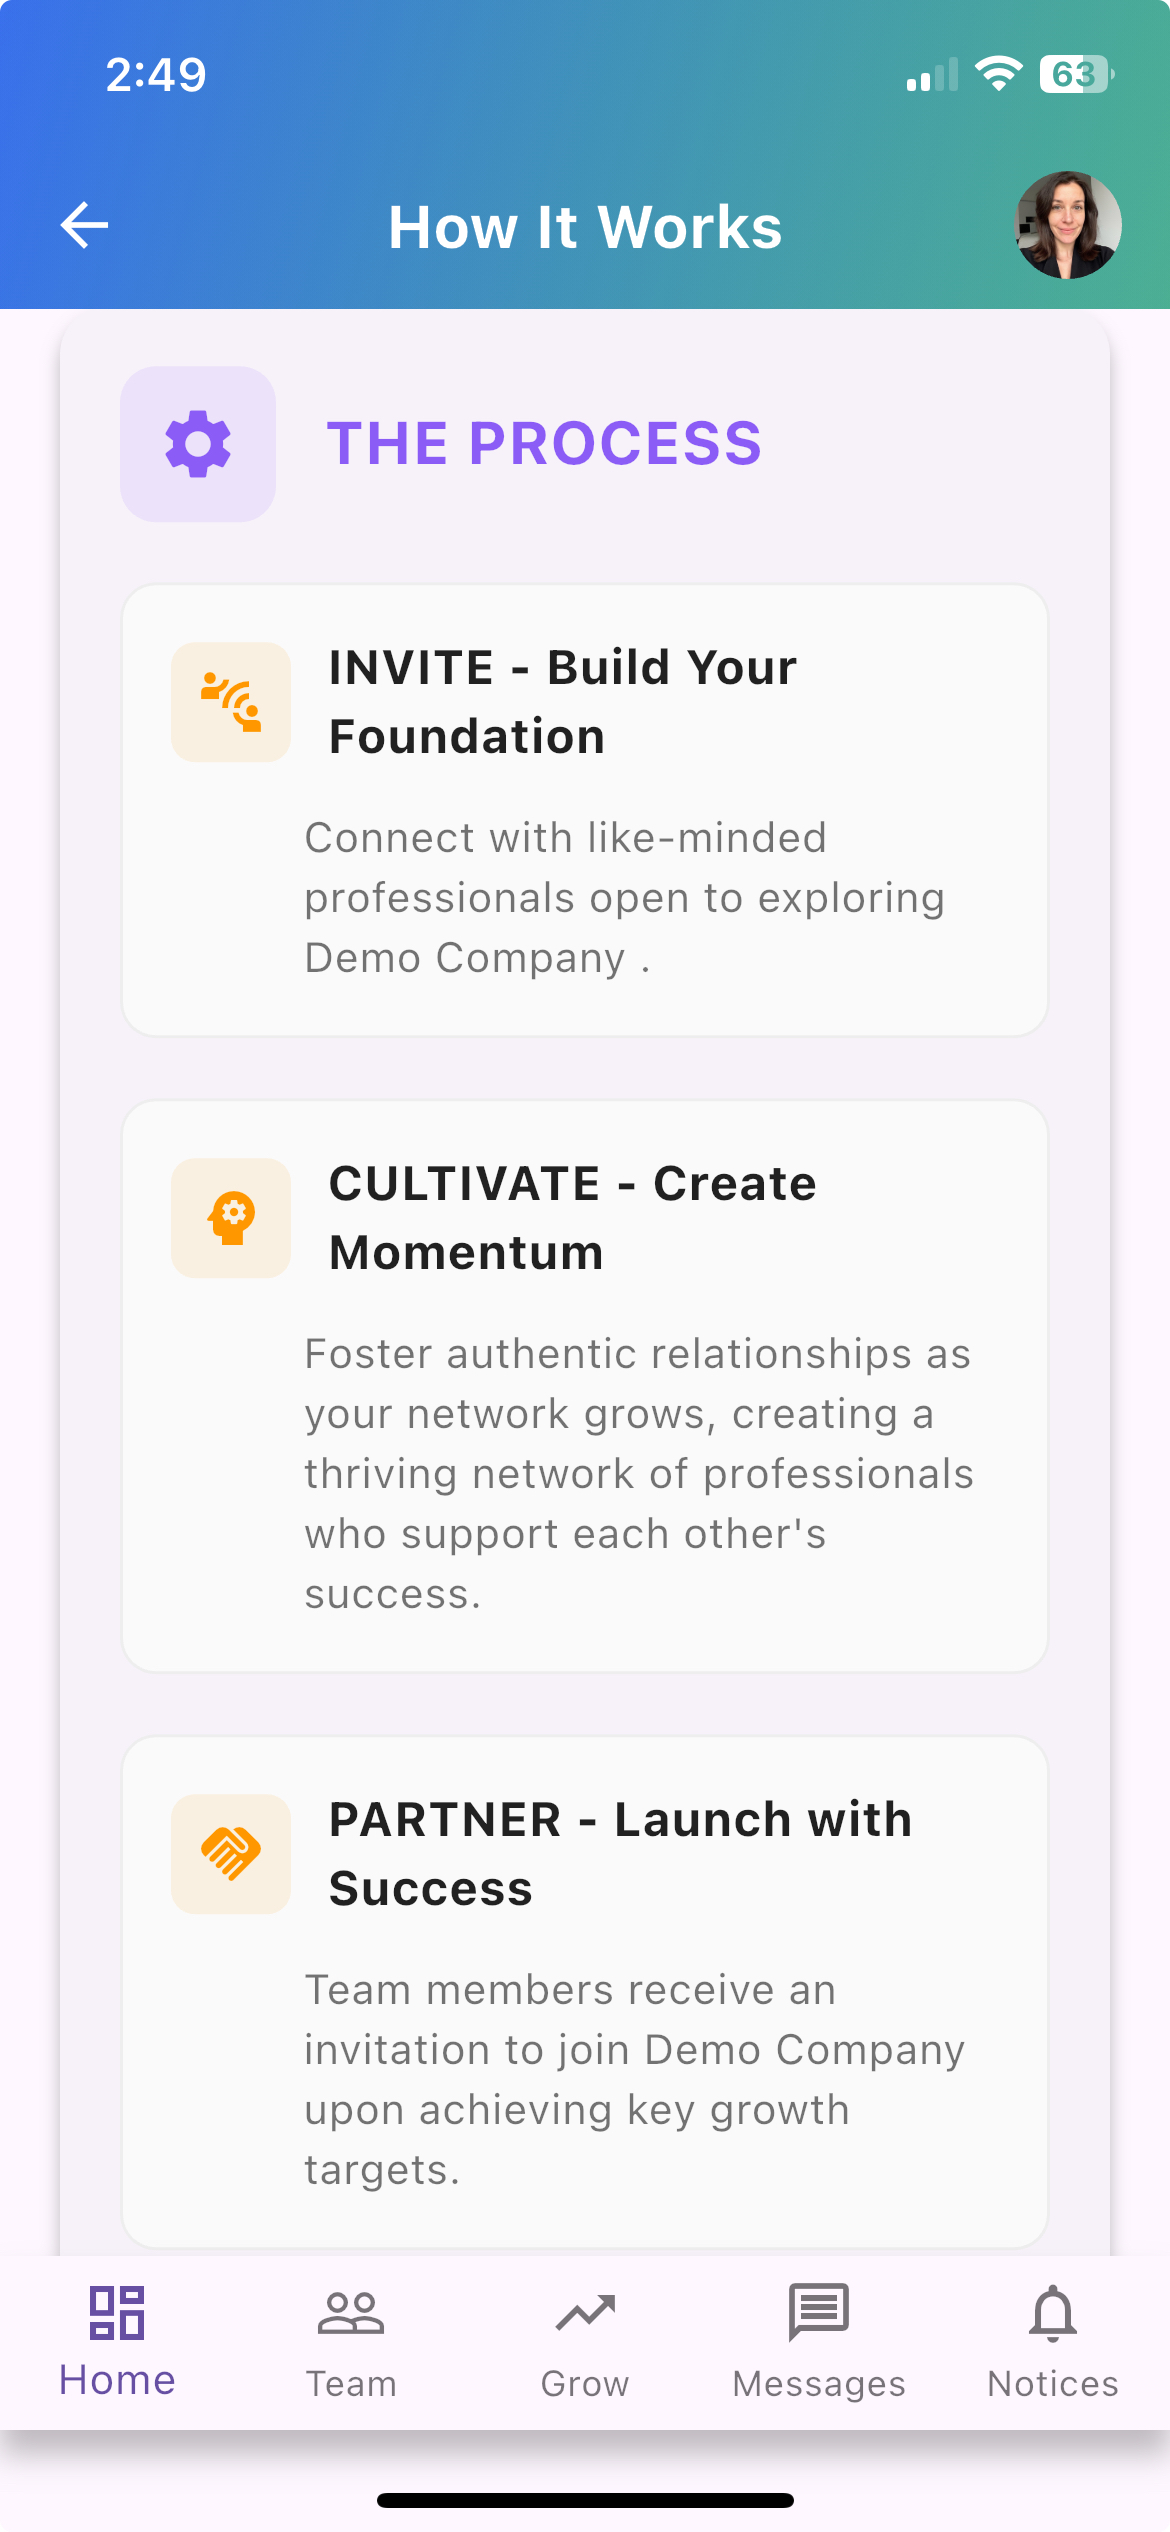 2:49
63
How It Works
THE PROCESS
INVITE - Build Your
Foundation
Connect with like-minded
professionals open to exploring
Demo Company .
CULTIVATE - Create
Momentum
Foster authentic relationships as
your network grows, creating a
thriving network of professionals
who support each other's
success.
PARTNER - Launch with
Success
Team members receive an
invitation to join Demo Company
upon achieving key growth
targets.
Home Team Grow Messages Notices